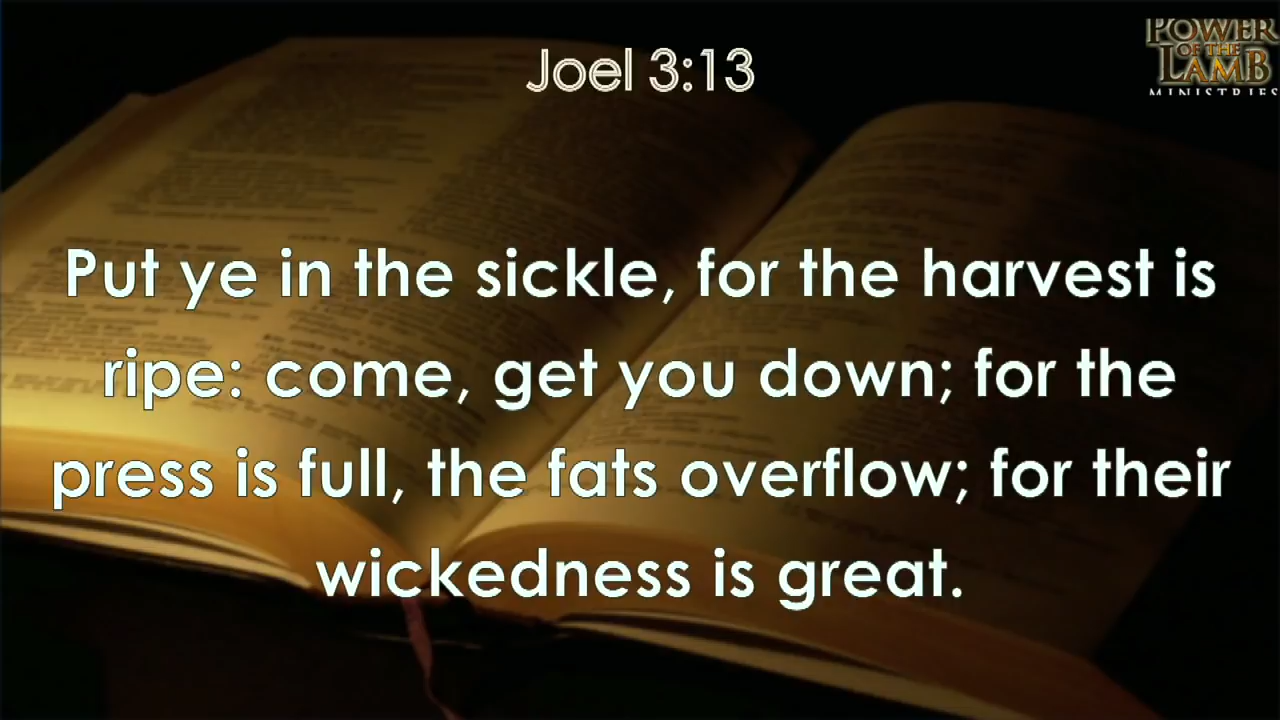 Joel 3:13
POWER
OF THE
LAMB
MINISTRIES
Put ye in the sickle, for the harvest is
ripe: come, get you down; for the
press is full, the fats overflow; for their
wickedness is great.